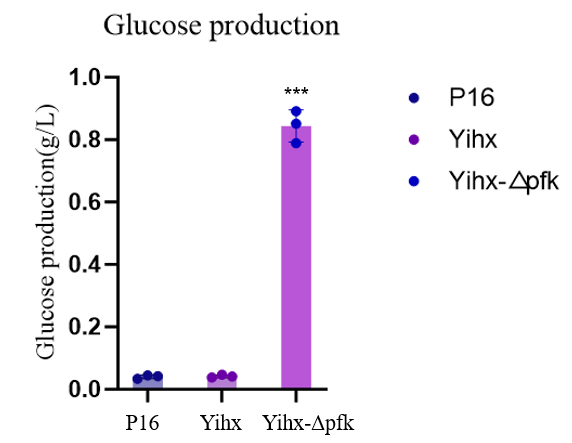 Glucose production
***
1.0
0.8
0.6
0.4
0.2
0.0
Glucose production(g/L)
P16 Yihx Yihx-Δpfk
P16
Yihx
Yihx-Δpfk